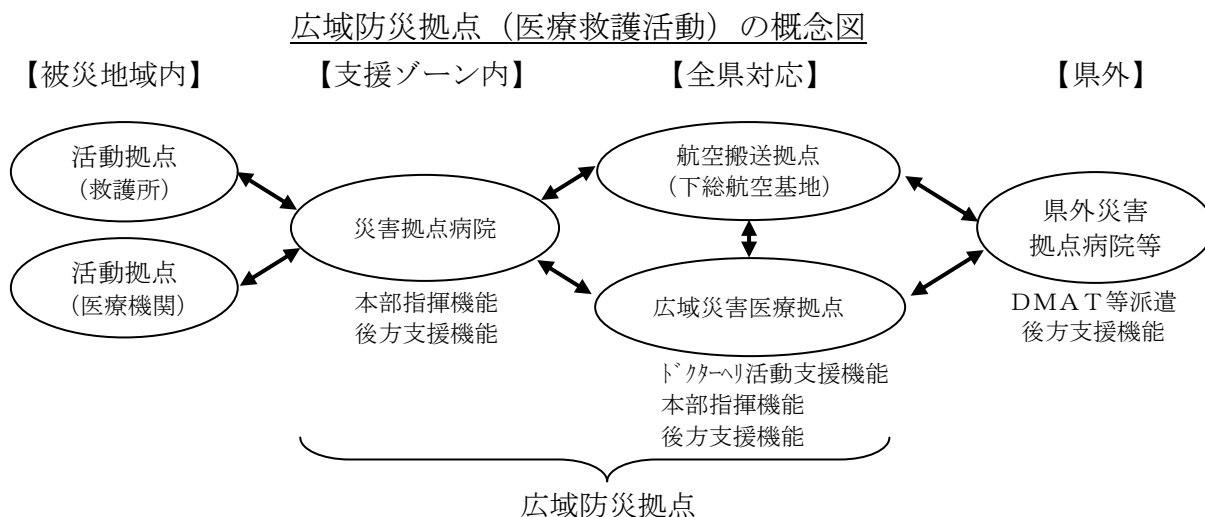 広域防災拠点（医療救護活動）の概念図
【被災地域内】
【支援ゾーン内】
【全県対応】
【県外】
活動拠点
（救護所）
活動拠点
（医療機関）
災害拠点病院
本部指揮機能
後方支援機能
航空搬送拠点
（下総航空基地）
広域災害医療拠点
ﾄﾞｸﾀｰﾍﾘ活動支援機能
本部指揮機能
後方支援機能
県外災害
拠点病院等
ＤＭＡＴ等派遣
後方支援機能
広域防災拠点